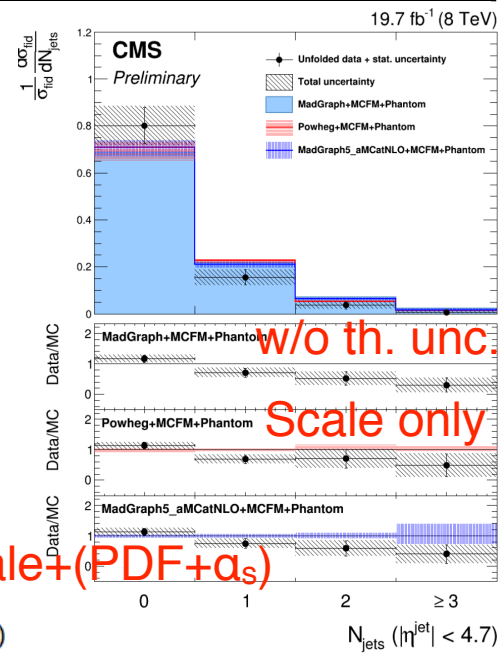 19.7 fb⁻¹ (8 TeV)
1/σfid dσfid/dNjets
CMS
Preliminary
Unfolded data + stat. uncertainty
Total uncertainty
MadGraph+MCFM+Phantom
Powheg+MCFM+Phantom
MadGraph5_aMCatNLO+MCFM+Phantom
1.2
1
0.8
0.6
0.4
0.2
0
Data/MC
2
1
0
MadGraph+MCFM+Phantom
w/o th. unc.
Data/MC
2
1
0
Powheg+MCFM+Phantom
Scale only
Data/MC
2
1
0
MadGraph5_aMCatNLO+MCFM+Phantom
ale+(PDF+αs)
0 1 2 ≥ 3
Njets (|ηjet| < 4.7)
)